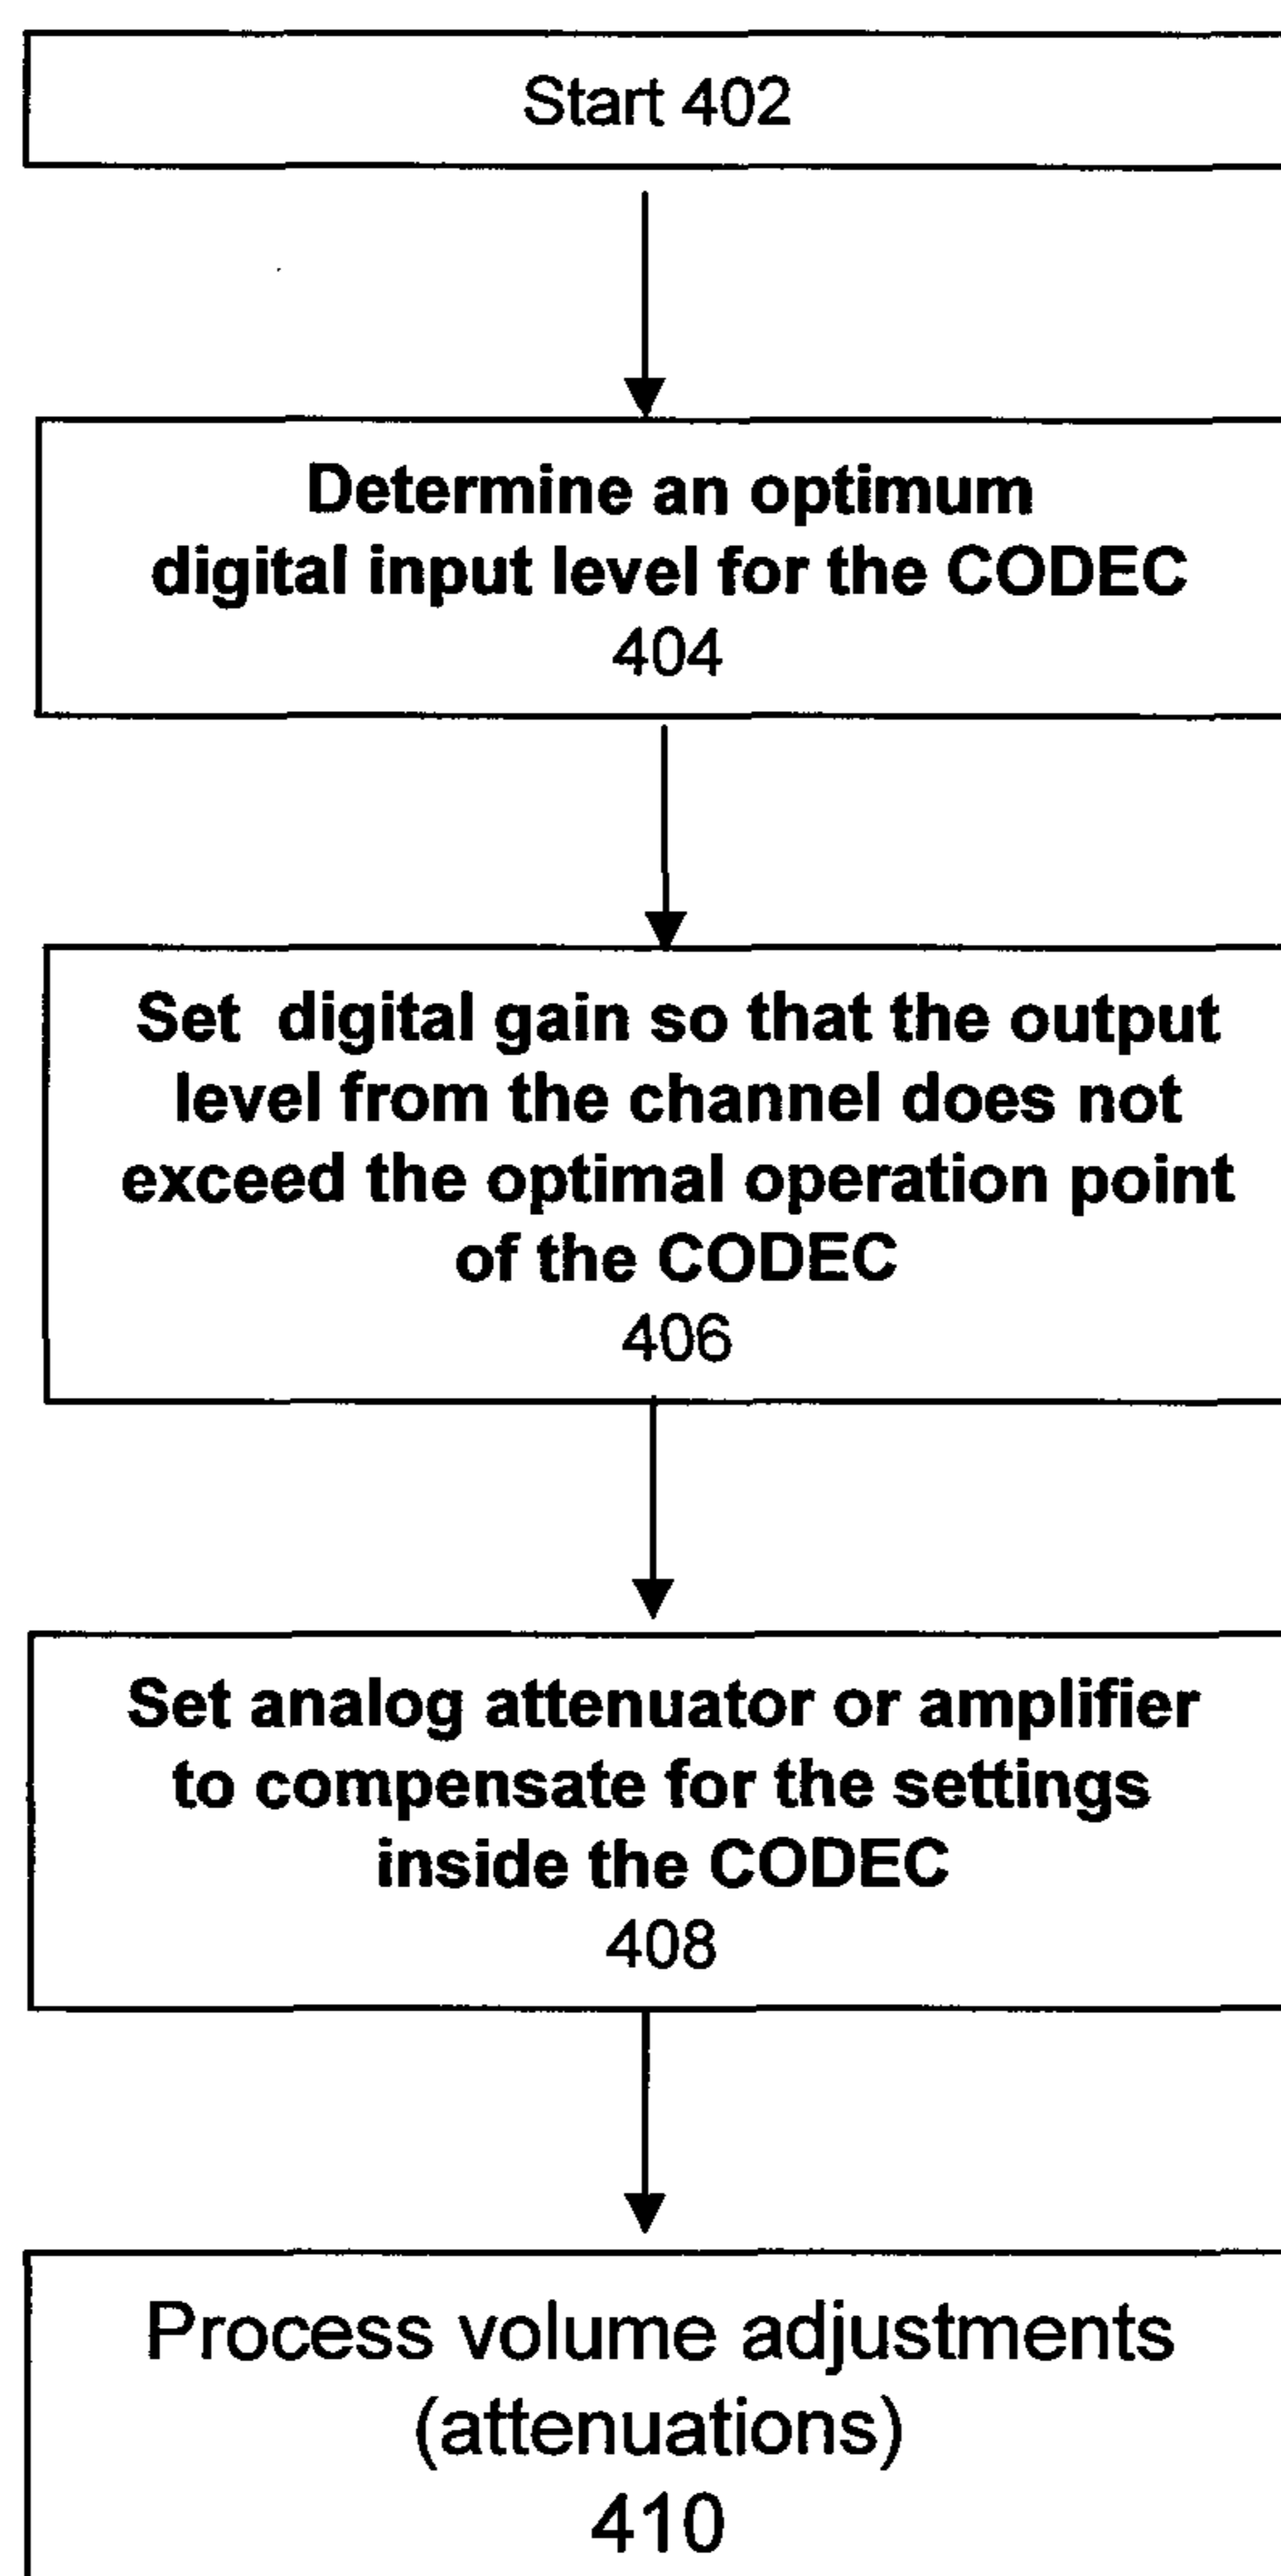 Start 402
Determine an optimum
digital input level for the CODEC
404
Set digital gain so that the output
level from the channel does not
exceed the optimal operation point
of the CODEC
406
Set analog attenuator or amplifier
to compensate for the settings
inside the CODEC
408
Process volume adjustments
(attenuations)
410